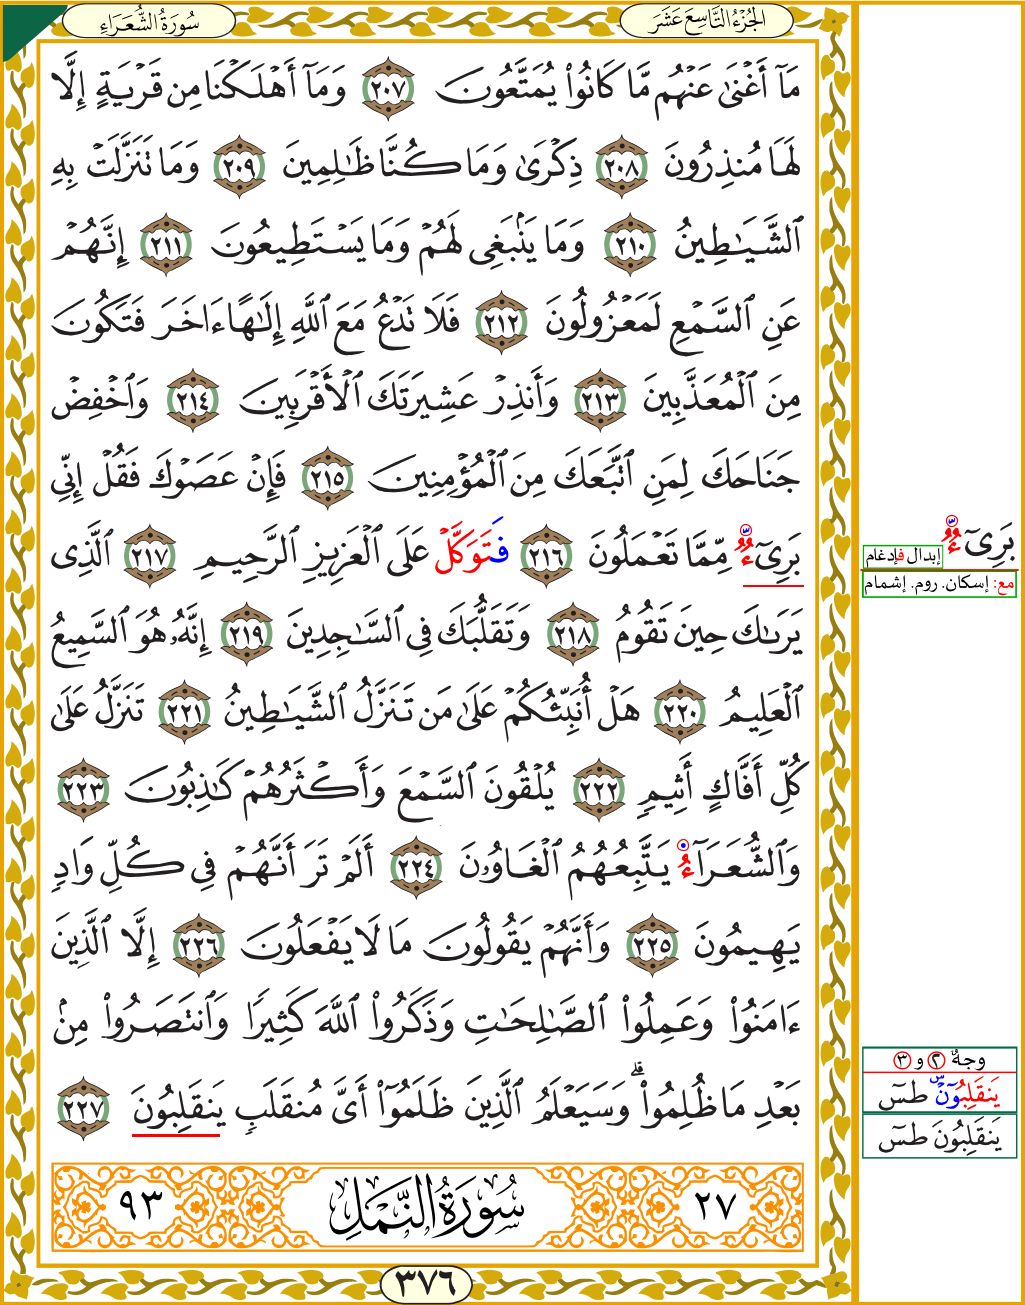 سُورَةُ الشُّعَرَاءِ
الجُزْءُ التَّاسِعَ عَشَرَ
مَآ أَغۡنَىٰ عَنۡهُم مَّا كَانُواْ يُمَتَّعُونَ ٢٠٧ وَمَآ أَهۡلَكۡنَا مِن قَرۡيَةٍ إِلَّا
لَهَا مُنذِرُونَ ٢٠٨ ذِكۡرَىٰ وَمَا كُنَّا ظَٰلِمِينَ ٢٠٩ وَمَا تَنَزَّلَتۡ بِهِ
ٱلشَّيَٰطِينُ ٢١٠ وَمَا يَنۢبَغِي لَهُمۡ وَمَا يَسۡتَطِيعُونَ ٢١١ إِنَّهُمۡ
عَنِ ٱلسَّمۡعِ لَمَعۡزُولُونَ ٢١٢ فَلَا تَدۡعُ مَعَ ٱللَّهِ إِلَٰهًا ءَاخَرَ فَتَكُونَ
مِنَ ٱلۡمُعَذَّبِينَ ٢١٣ وَأَنذِرۡ عَشِيرَتَكَ ٱلۡأَقۡرَبِينَ ٢١٤ وَٱخۡفِضۡ
جَنَاحَكَ لِمَنِ ٱتَّبَعَكَ مِنَ ٱلۡمُؤۡمِنِينَ ٢١٥ فَإِنۡ عَصَوۡكَ فَقُلۡ إِنِّي
بَرِيٓءٞ مِّمَّا تَعۡمَلُونَ ٢١٦ فَتَوَكَّلۡ عَلَى ٱلۡعَزِيزِ ٱلرَّحِيمِ ٢١٧ ٱلَّذِي
يَرَىٰكَ حِينَ تَقُومُ ٢١٨ وَتَقَلُّبَكَ فِي ٱلسَّٰجِدِينَ ٢١٩ إِنَّهُۥ هُوَ ٱلسَّمِيعُ
ٱلۡعَلِيمُ ٢٢٠ هَلۡ أُنَبِّئُكُمۡ عَلَىٰ مَن تَنَزَّلُ ٱلشَّيَٰطِينُ ٢٢١ تَنَزَّلُ عَلَىٰ
كُلِّ أَفَّاكٍ أَثِيمٖ ٢٢٢ يُلۡقُونَ ٱلسَّمۡعَ وَأَكۡثَرُهُمۡ كَٰذِبُونَ ٢٢٣
وَٱلشُّعَرَآءُ يَتَّبِعُهُمُ ٱلۡغَاوُۥنَ ٢٢٤ أَلَمۡ تَرَ أَنَّهُمۡ فِي كُلِّ وَادٖ
يَهِيمُونَ ٢٢٥ وَأَنَّهُمۡ يَقُولُونَ مَا لَا يَفۡعَلُونَ ٢٢٦ إِلَّا ٱلَّذِينَ
ءَامَنُواْ وَعَمِلُواْ ٱلصَّٰلِحَٰتِ وَذَكَرُواْ ٱللَّهَ كَثِيرٗا وَٱنتَصَرُواْ مِنۢ
بَعۡدِ مَا ظُلِمُواْۗ وَسَيَعۡلَمُ ٱلَّذِينَ ظَلَمُوٓاْ أَيَّ مُنقَلَبٖ يَنقَلِبُونَ ٢٢٧
٢٧ سُورَةُ النَّمۡلِ ٩٣
٣٧٦
بَرِيٓءٞ
إبدال فإدغام
مع: إسكان. روم. إشمام
وجهُ ٢ و ٣
يَنقَلِبُوٓنَّ طسٓ
يَنقَلِبُونَ طسٓ